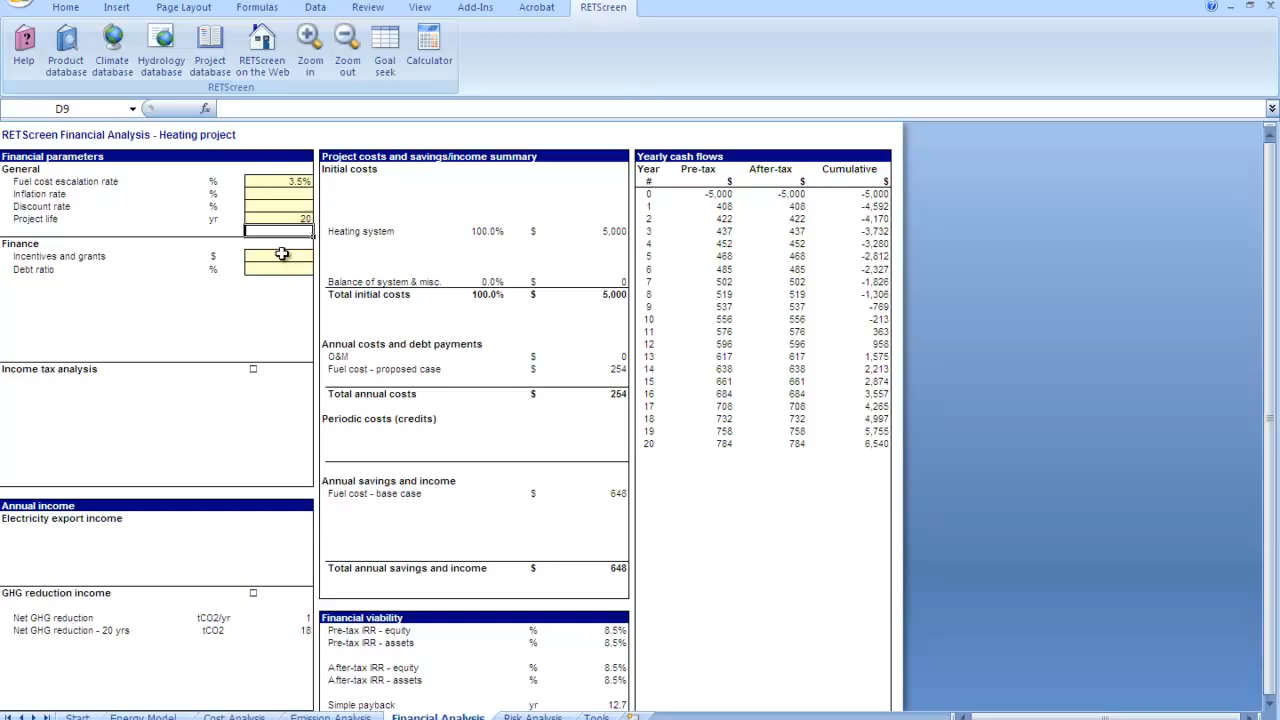 Home Insert Page Layout Formulas Data Review View Add-Ins Acrobat RETScreen
Help Product database Climate database Hydrology database Project database RETScreen on the Web Zoom in Zoom out Goal seek Calculator
RETScreen
D9 fx
RETScreen Financial Analysis - Heating project
Financial parameters
General
Fuel cost escalation rate % 3.5%
Inflation rate %
Discount rate %
Project life yr 20
Finance
Incentives and grants $
Debt ratio %
Income tax analysis
Annual income
Electricity export income
GHG reduction income
Net GHG reduction tCO2/yr 1
Net GHG reduction - 20 yrs tCO2 18
Project costs and savings/income summary
Initial costs
Heating system 100.0% $ 5,000
Balance of system & misc. 0.0% $ 0
Total initial costs 100.0% $ 5,000
Annual costs and debt payments
O&M $ 0
Fuel cost - proposed case $ 254
Total annual costs $ 254
Periodic costs (credits)
Annual savings and income
Fuel cost - base case $ 648
Total annual savings and income $ 648
Financial viability
Pre-tax IRR - equity % 8.5%
Pre-tax IRR - assets % 8.5%
After-tax IRR - equity % 8.5%
After-tax IRR - assets % 8.5%
Simple payback yr 12.7
Yearly cash flows
Year Pre-tax After-tax Cumulative
# $ $ $
0 -5,000 -5,000 -5,000
1 408 408 -4,592
2 422 422 -4,170
3 437 437 -3,732
4 452 452 -3,280
5 468 468 -2,812
6 485 485 -2,327
7 502 502 -1,826
8 519 519 -1,306
9 537 537 -769
10 556 556 -213
11 576 576 363
12 596 596 958
13 617 617 1,575
14 638 638 2,213
15 661 661 2,874
16 684 684 3,557
17 708 708 4,265
18 732 732 4,997
19 758 758 5,755
20 784 784 6,540
Start Energy Model Cost Analysis Emission Analysis Financial Analysis Risk Analysis Tools